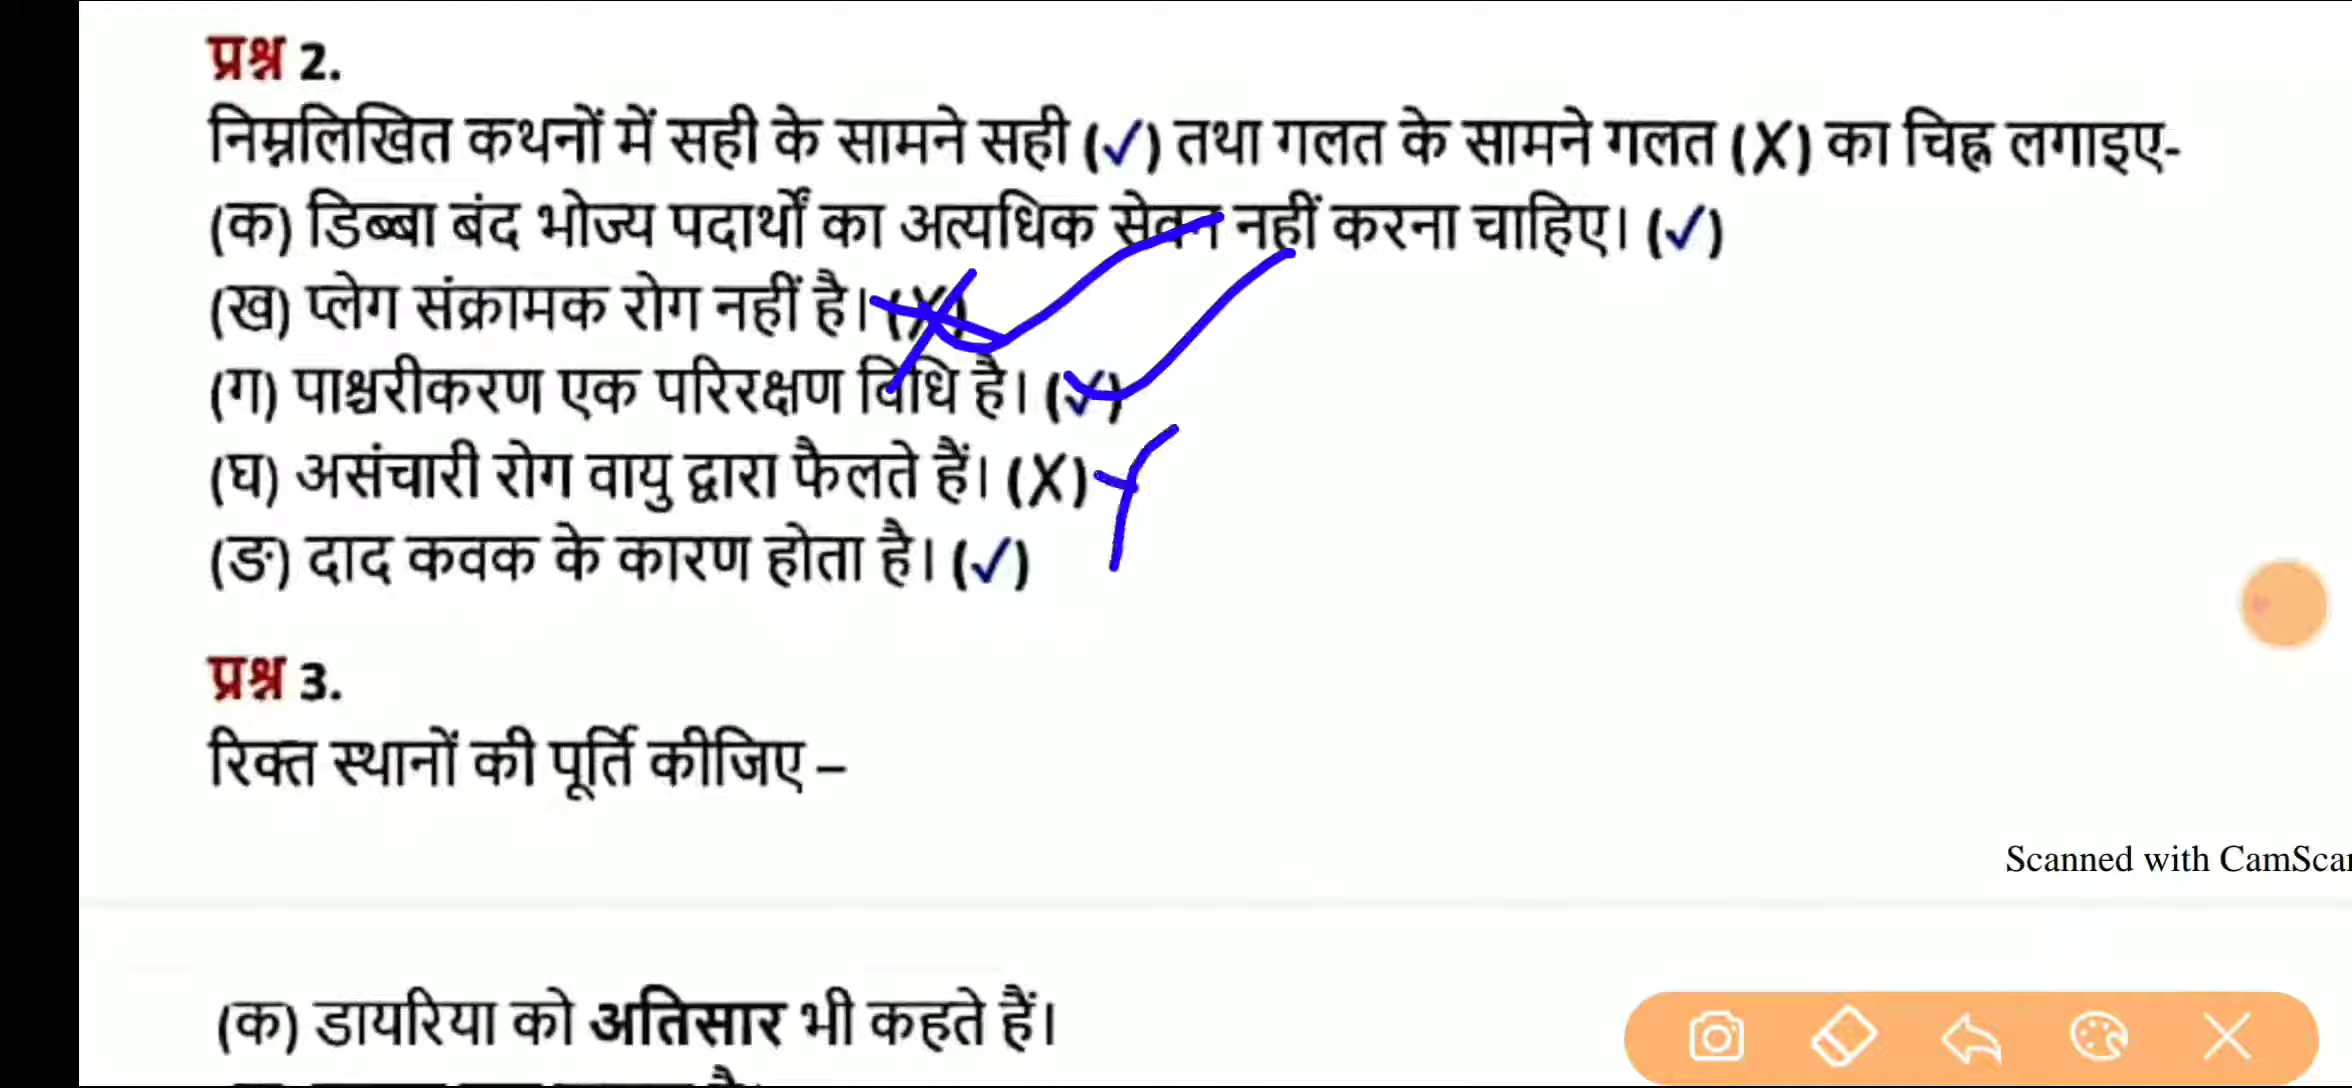 प्रश्न 2.
निम्नलिखित कथनों में सही के सामने सही (✓) तथा गलत के सामने गलत (X) का चिह्न लगाइए-
(क) डिब्बा बंद भोज्य पदार्थों का अत्यधिक सेवन नहीं करना चाहिए। (✓)
(ख) प्लेग संक्रामक रोग नहीं है। (X)
(ग) पाश्चरीकरण एक परिरक्षण विधि है। (✓)
(घ) असंचारी रोग वायु द्वारा फैलते हैं। (X)
(ङ) दाद कवक के कारण होता है। (✓)
प्रश्न 3.
रिक्त स्थानों की पूर्ति कीजिए –
Scanned with
(क) डायरिया को अतिसार भी कहते हैं।